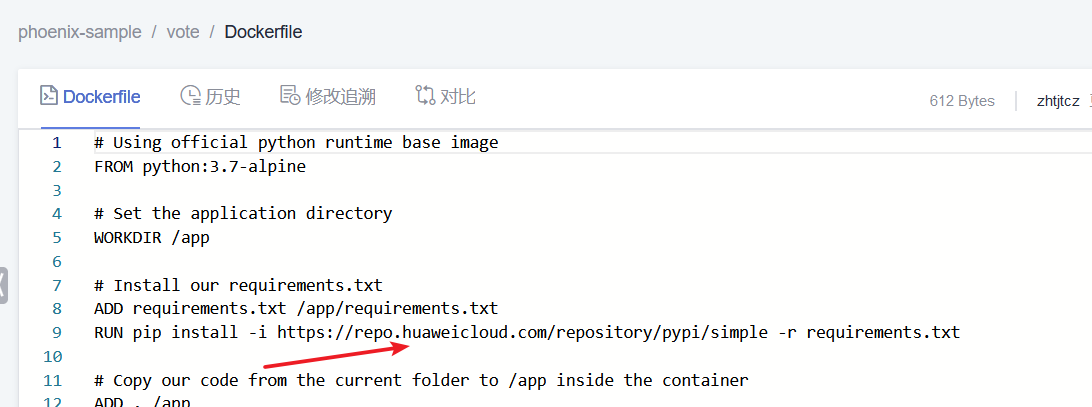 phoenix-sample / vote / Dockerfile
Dockerfile 历史 修改追溯 对比 612 Bytes zhtjtcz
1 # Using official python runtime base image
2 FROM python:3.7-alpine
3
4 # Set the application directory
5 WORKDIR /app
6
7 # Install our requirements.txt
8 ADD requirements.txt /app/requirements.txt
9 RUN pip install -i https://repo.huaweicloud.com/repository/pypi/simple -r requirements.txt
10
11 # Copy our code from the current folder to /app inside the container
12 ADD . /app